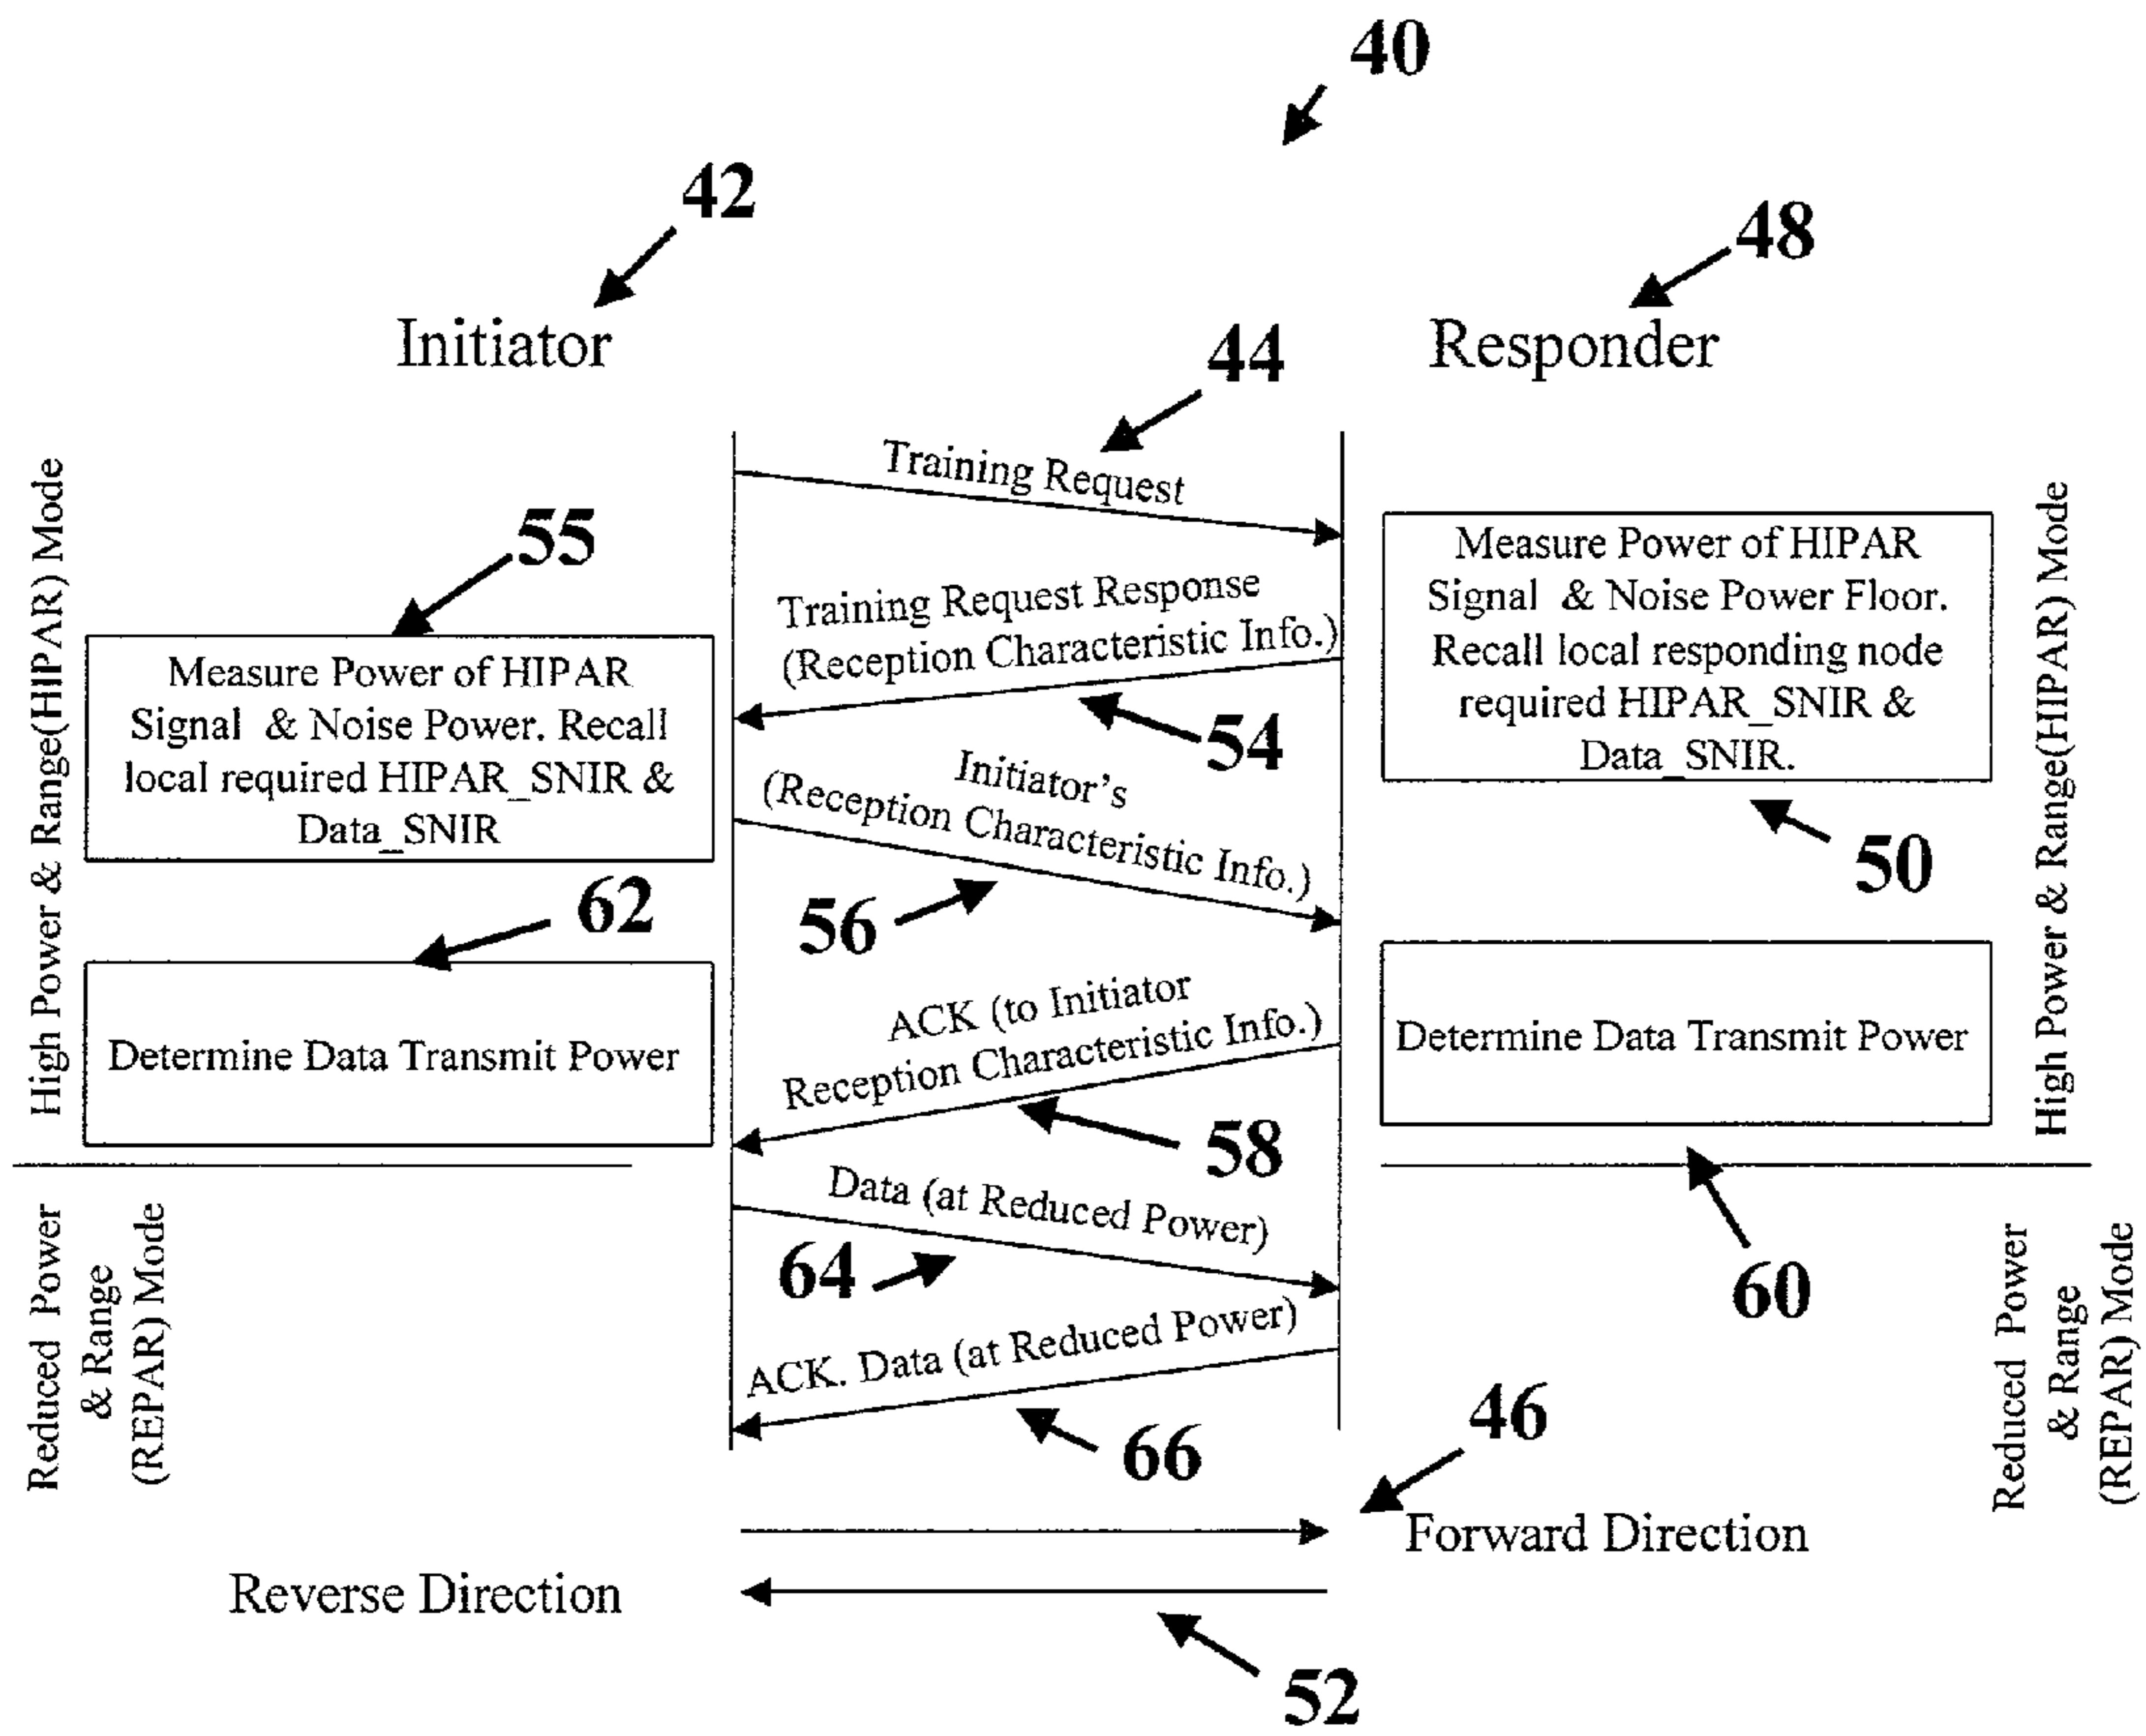 40
42
48
Initiator
Responder
44
Training Request
High Power & Range(HIPAR) Mode
High Power & Range(HIPAR) Mode
.55
Measure Power of HIPAR
Signal & Noise Power Floor.
Recall local responding node
required HIPAR_SNIR &
Data_SNIR.
Training Request Response
(Reception Characteristic Info.)
Measure Power of HIPAR
Signal & Noise Power. Recall
local required HIPAR_SNIR &
Data_SNIR
54
Initiator's
(Reception Characteristic Info.)
50
62
56
ACK (to Initiator
Reception Characteristic Info.)
Determine Data Transmit Power
Determine Data Transmit Power
58
Data (at Reduced Power)
64
60
Reduced Power
& Range
(REPAR) Mode
Reduced Power
& Range
(REPAR) Mode
ACK. Data (at Reduced Power)
46
66
Forward Direction
Reverse Direction
52